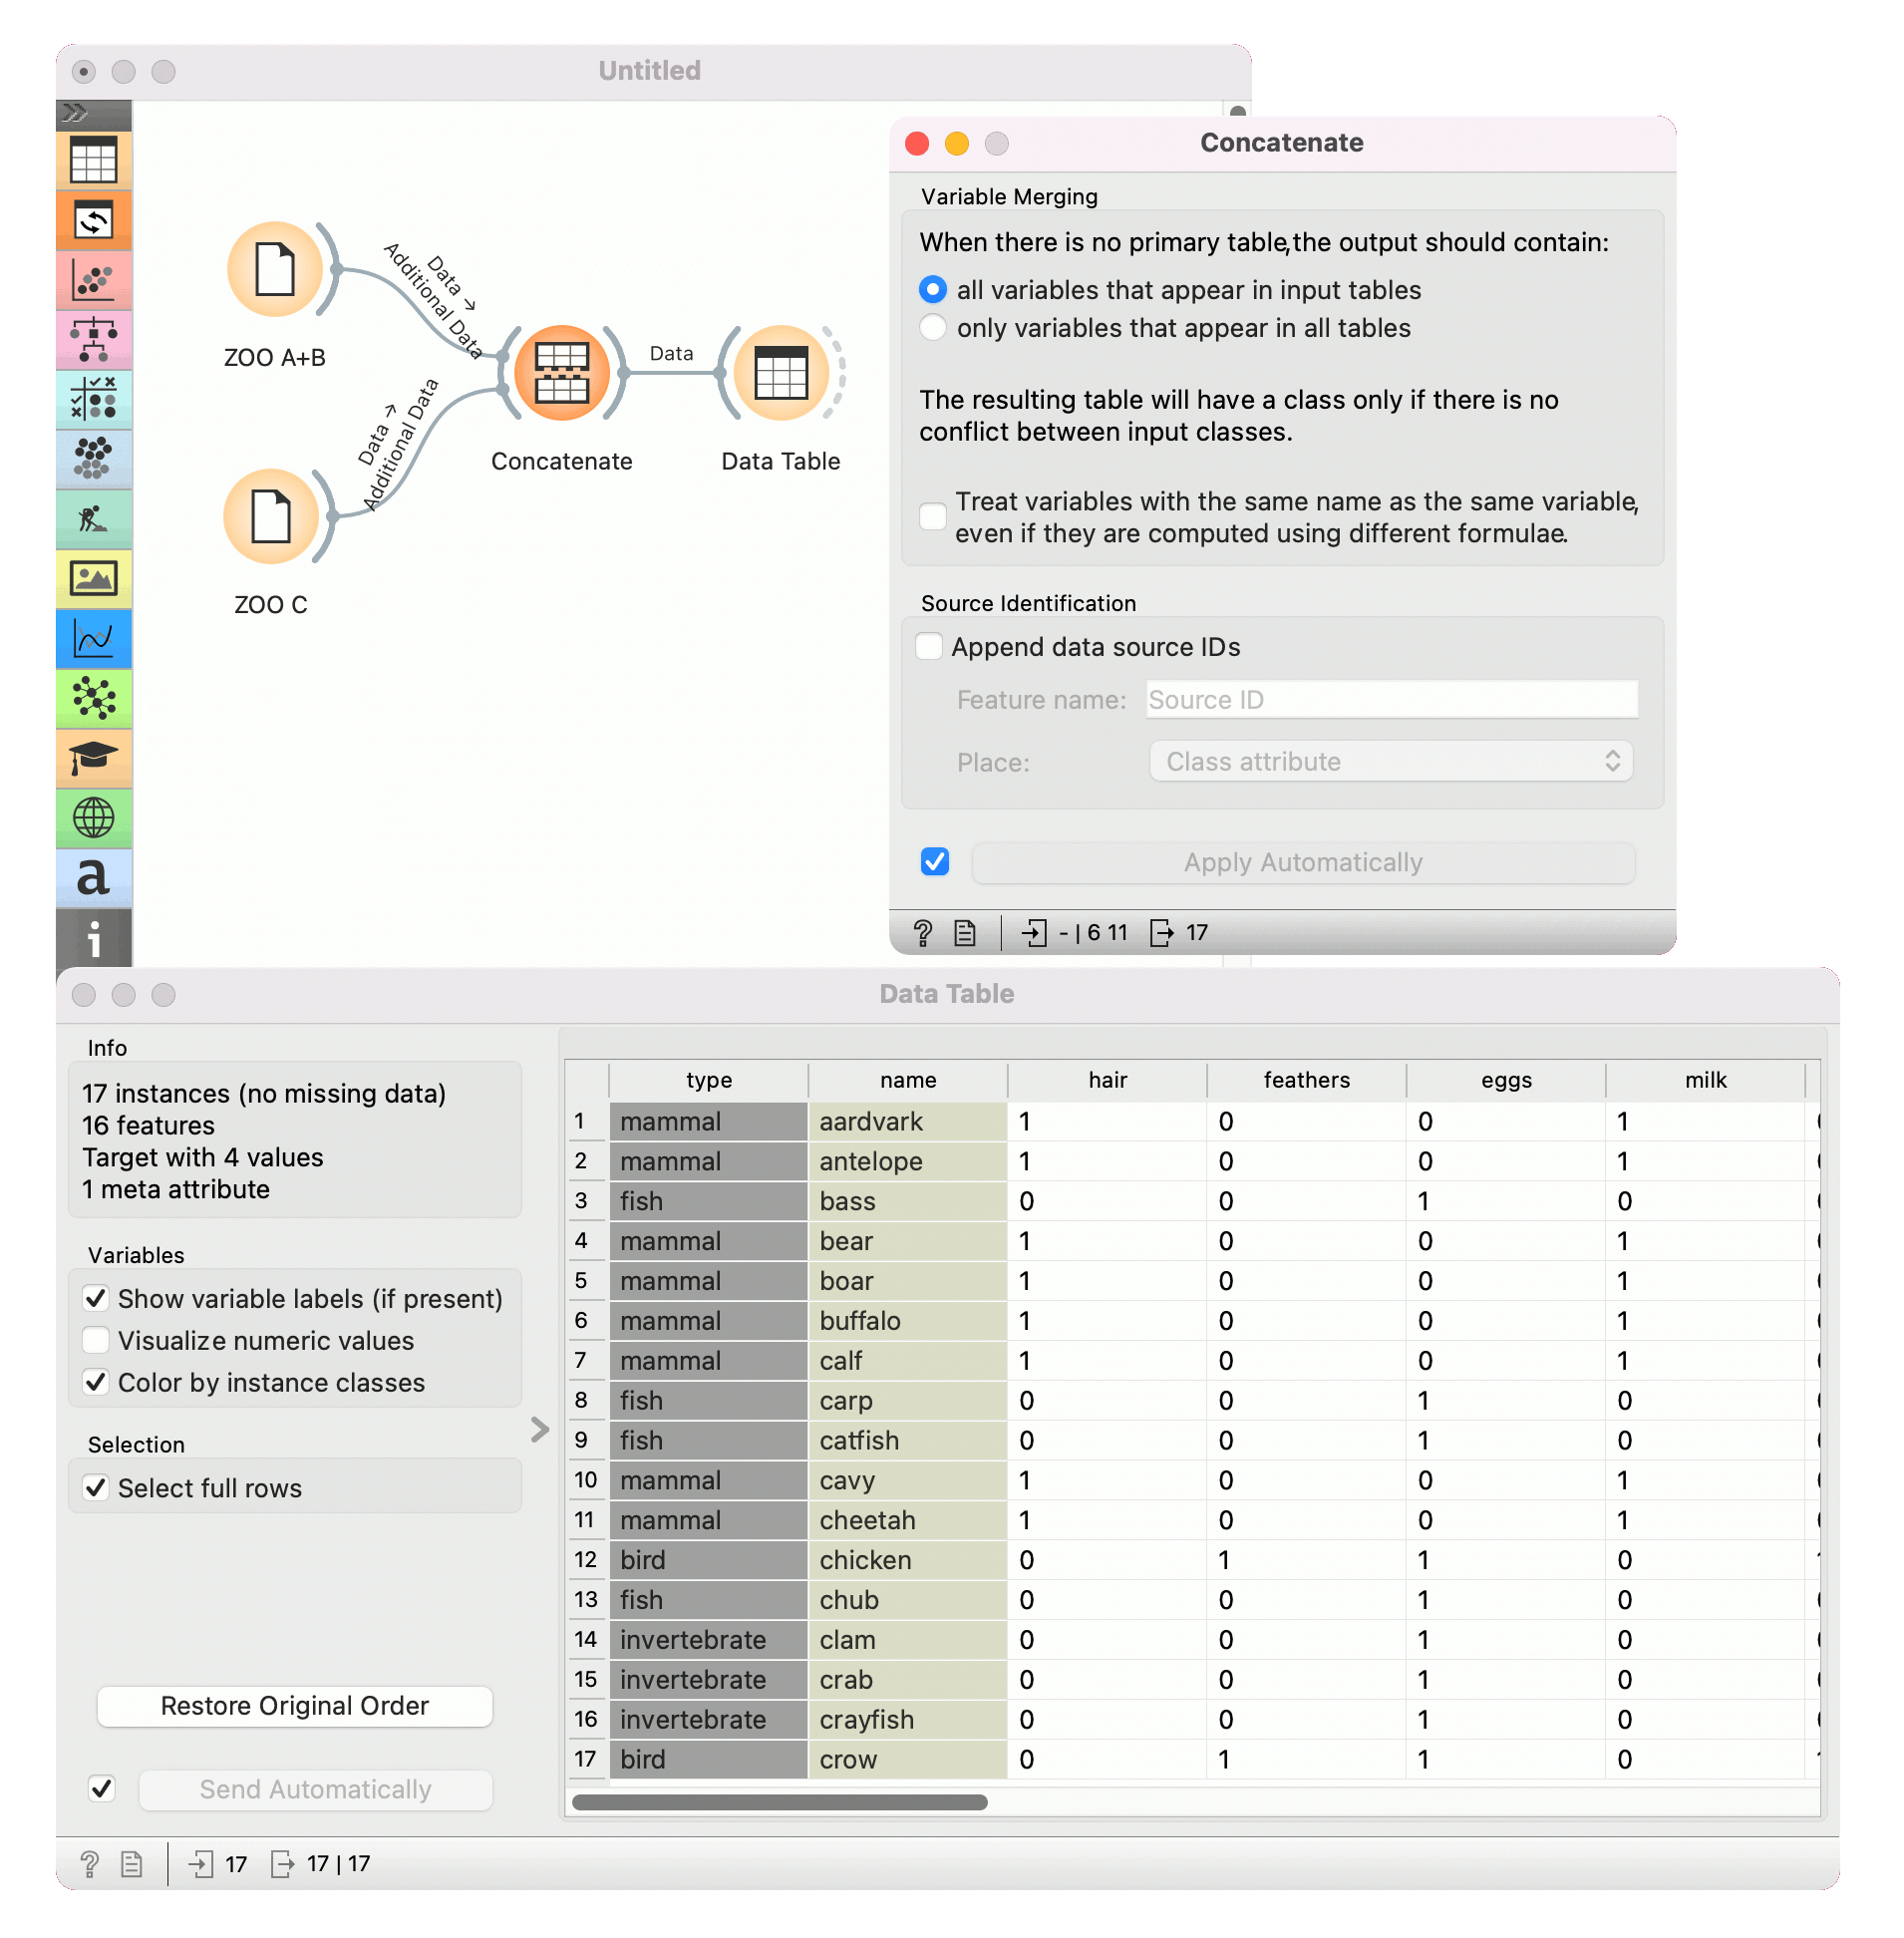 Untitled
Data →
Additional Data
ZOO A+B
Data →
Additional Data
ZOO C
Concatenate
Data
Data Table
a
i
Concatenate
Variable Merging
When there is no primary table,the output should contain:
all variables that appear in input tables
only variables that appear in all tables
The resulting table will have a class only if there is no
conflict between input classes.
Treat variables with the same name as the same variable,
even if they are computed using different formulae.
Source Identification
Append data source IDs
Feature name: Source ID
Place: Class attribute
Apply Automatically
? - | 6 11 17
Data Table
Info
17 instances (no missing data)
16 features
Target with 4 values
1 meta attribute
Variables
Show variable labels (if present)
Visualize numeric values
Color by instance classes
Selection
Select full rows
Restore Original Order
Send Automatically
type name hair feathers eggs milk
1 mammal aardvark 1 0 0 1
2 mammal antelope 1 0 0 1
3 fish bass 0 0 1 0
4 mammal bear 1 0 0 1
5 mammal boar 1 0 0 1
6 mammal buffalo 1 0 0 1
7 mammal calf 1 0 0 1
8 fish carp 0 0 1 0
9 fish catfish 0 0 1 0
10 mammal cavy 1 0 0 1
11 mammal cheetah 1 0 0 1
12 bird chicken 0 1 1 0
13 fish chub 0 0 1 0
14 invertebrate clam 0 0 1 0
15 invertebrate crab 0 0 1 0
16 invertebrate crayfish 0 0 1 0
17 bird crow 0 1 1 0
? 17 17 | 17